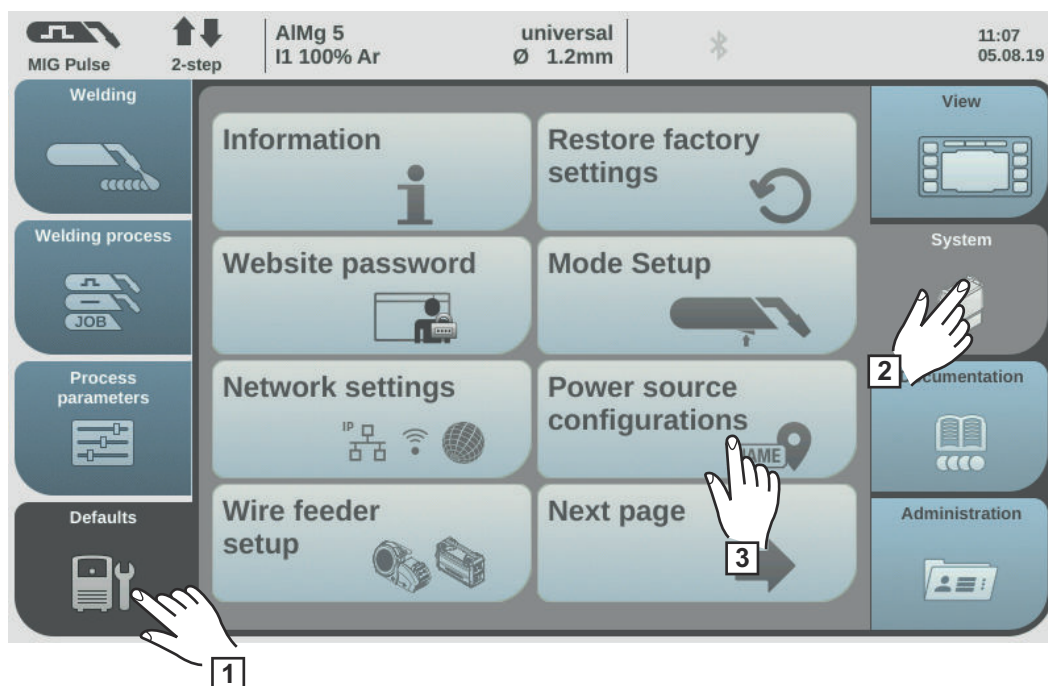 MIG Pulse
2-step
AlMg 5
I1 100% Ar
universal
Ø 1.2mm
11:07
05.08.19
Welding
Welding process
JOB
Process
parameters
Defaults
Information
Restore factory
settings
Website password
Mode Setup
Network settings
IP
Power source
configurations
Wire feeder
setup
Next page
View
System
Administration
1
2
3